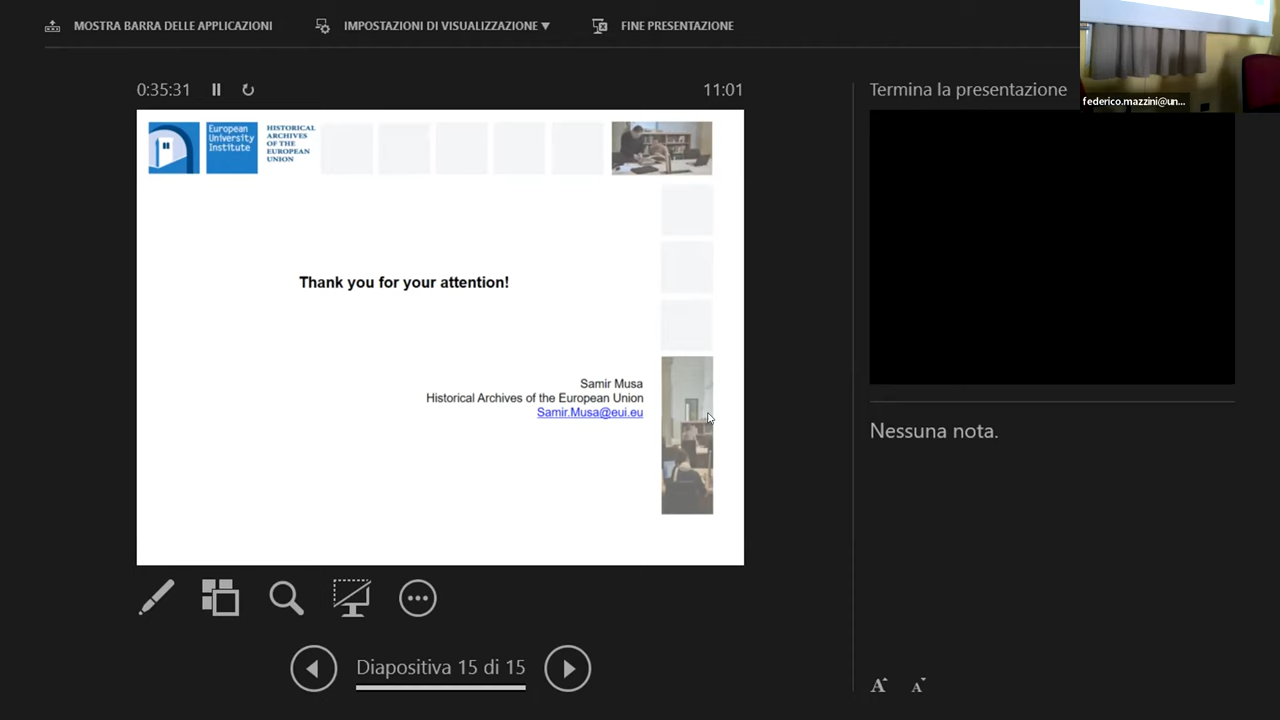 MOSTRA BARRA DELLE APPLICAZIONI
IMPOSTAZIONI DI VISUALIZZAZIONE ▼
FINE PRESENTAZIONE
federico.mazzini@un...
0:35:31
11:01
Termina la presentazione
European
University
Institute
HISTORICAL
ARCHIVES
OF THE
EUROPEAN
UNION
Thank you for your attention!
Samir Musa
Historical Archives of the European Union
Samir.Musa@eui.eu
Nessuna nota.
Diapositiva 15 di 15
A A